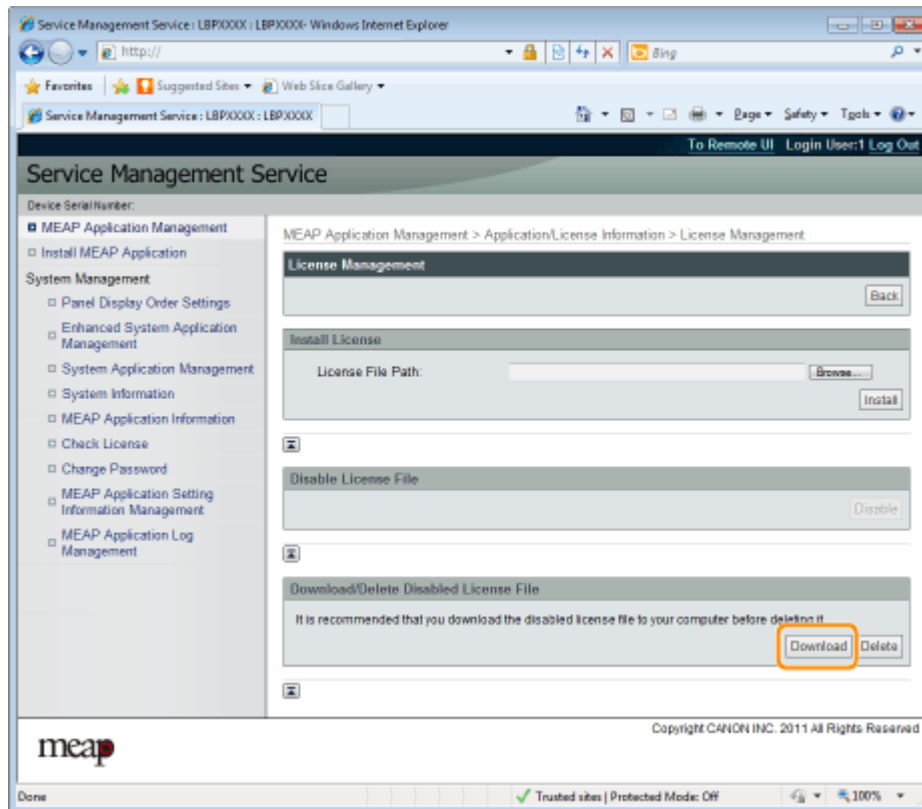 Service Management Service : LBPXXXX : LBPXXXX- Windows Internet Explorer
http://
Bing
Favorites Suggested Sites Web Slice Gallery
Service Management Service : LBPXXXX : LBPXXXX
Page Safety Tools
To Remote UI Login User:1 Log Out
Service Management Service
Device Serial Number:
MEAP Application Management
Install MEAP Application
System Management
Panel Display Order Settings
Enhanced System Application
Management
System Application Management
System Information
MEAP Application Information
Check License
Change Password
MEAP Application Setting
Information Management
MEAP Application Log
Management
MEAP Application Management > Application/License Information > License Management
License Management
Back
Install License
License File Path:
Browse...
Install
Disable License File
Disable
Download/Delete Disabled License File
It is recommended that you download the disabled license file to your computer before deleting it.
Download Delete
Copyright CANON INC. 2011 All Rights Reserved
meap
Done Trusted sites | Protected Mode: Off 100%